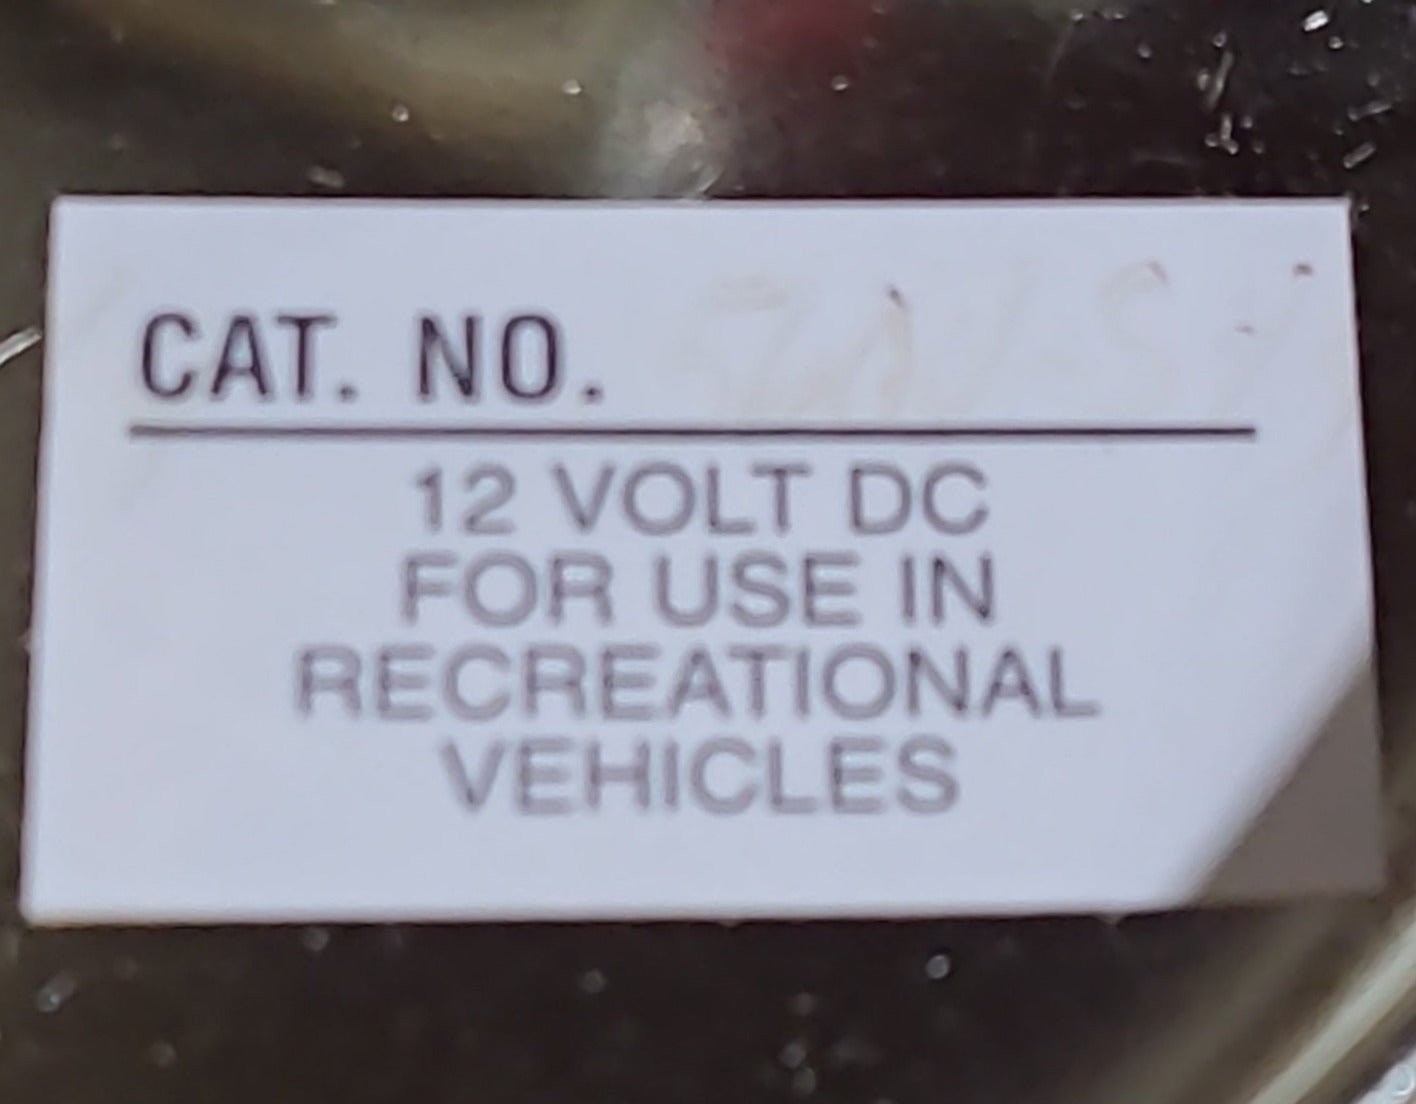 CAT. NO.
12 VOLT DC
FOR USE IN
RECREATIONAL
VEHICLES